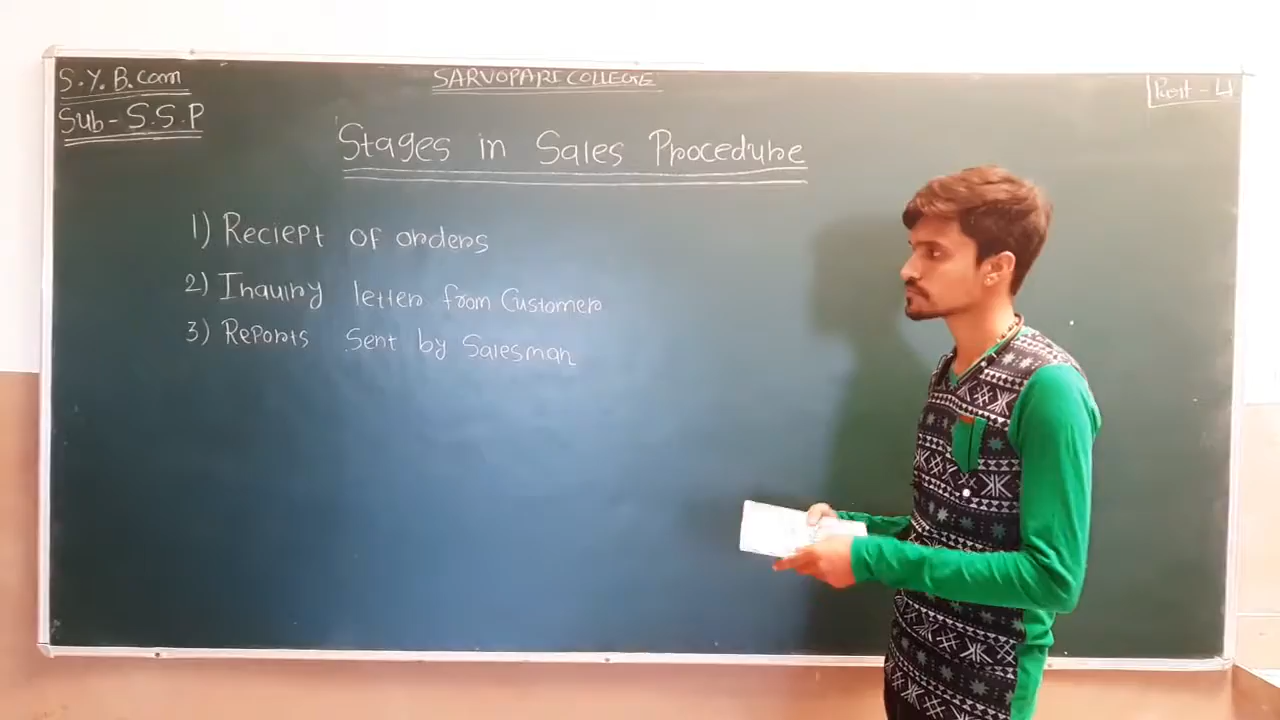 S.Y.B.com
SARVOPARI COLLEGE
Part - 4
Sub - S.S.P
Stages in Sales Procedure
1) Reciept of orders
2) Inquiry letter from Customer
3) Reports Sent by Salesman